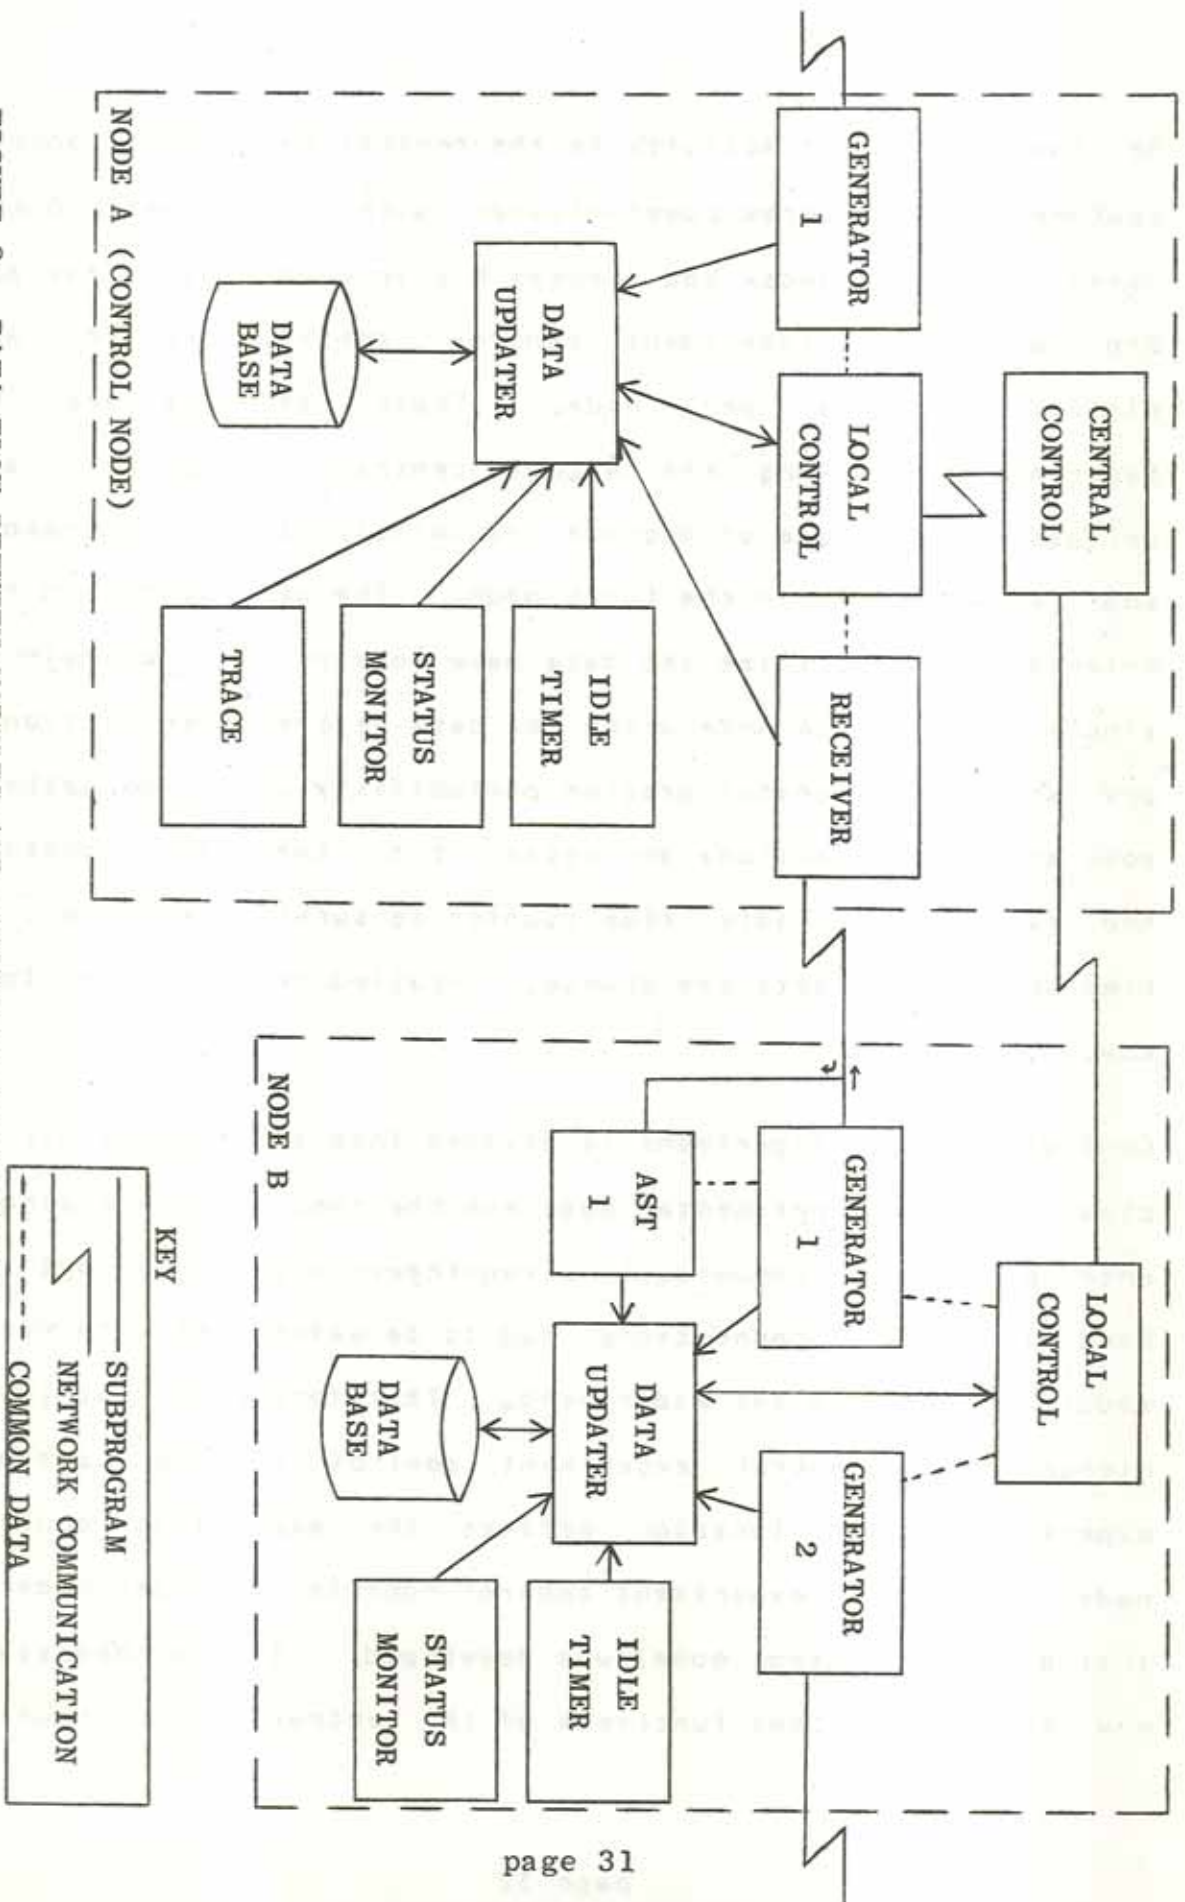 CENTRAL
CONTROL
GENERATOR
1
LOCAL
CONTROL
RECEIVER
DATA
UPDATER
DATA
BASE
IDLE
TIMER
STATUS
MONITOR
TRACE
NODE A (CONTROL NODE)
LOCAL
CONTROL
GENERATOR
1
GENERATOR
2
AST
1
DATA
UPDATER
DATA
BASE
IDLE
TIMER
STATUS
MONITOR
NODE B
KEY
SUBPROGRAM
NETWORK COMMUNICATION
COMMON DATA
page 31